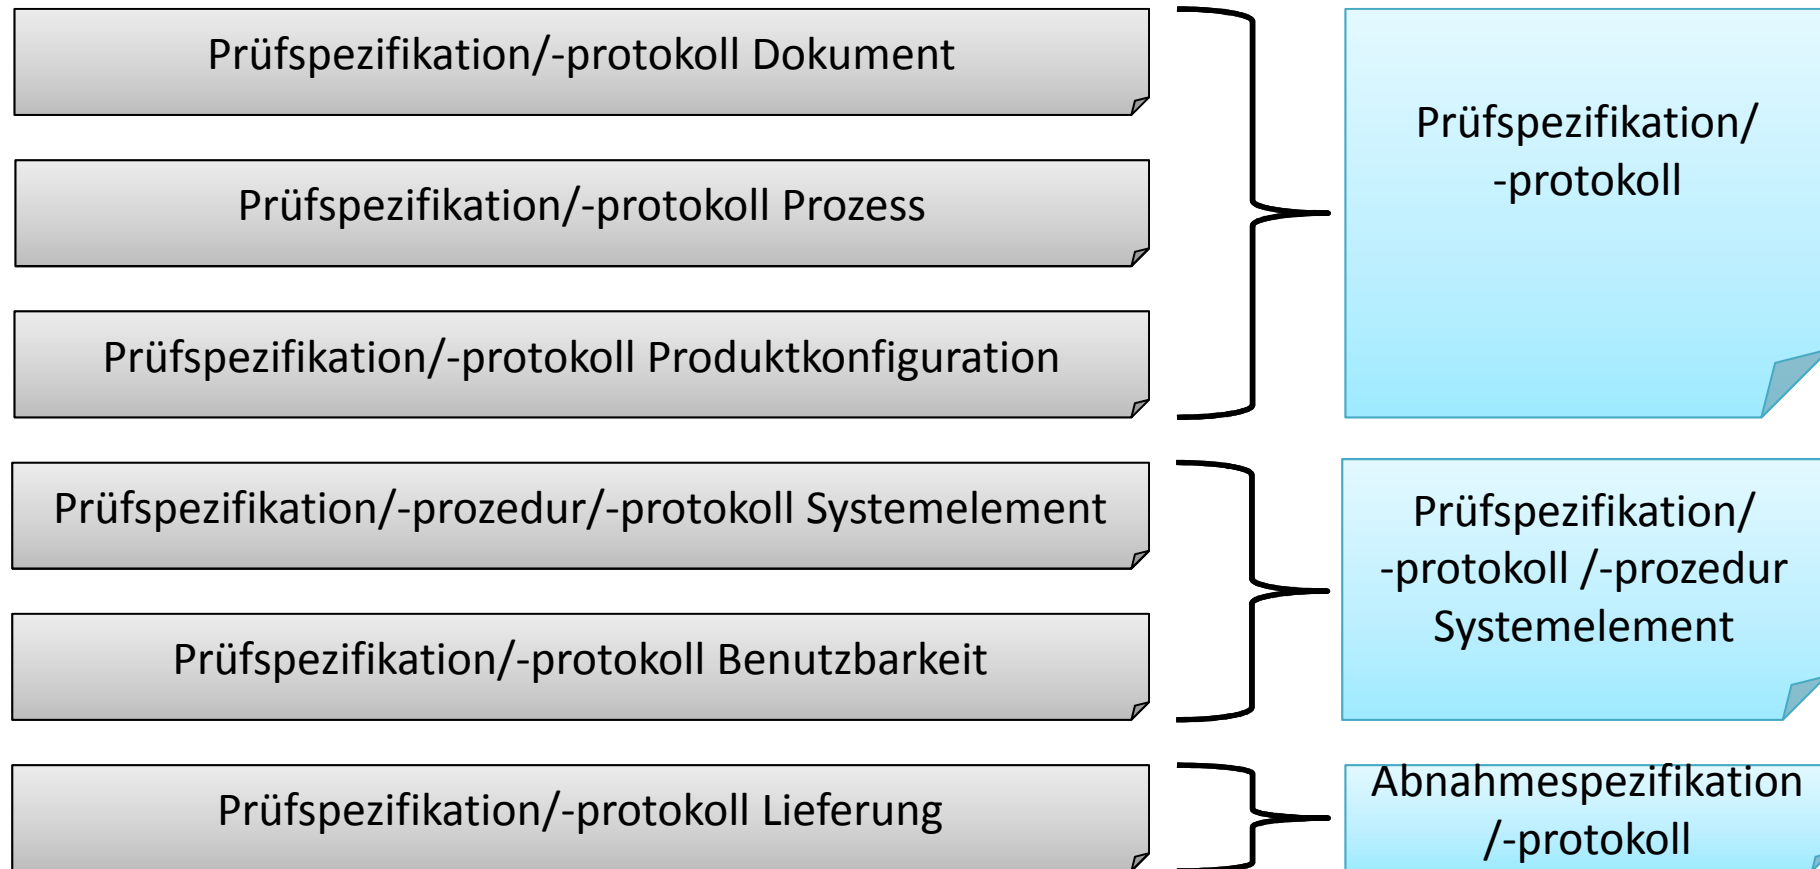 Prüfspezifikation/-protokoll Dokument
Prüfspezifikation/-protokoll Prozess
Prüfspezifikation/-protokoll Produktkonfiguration
Prüfspezifikation/
-protokoll
Prüfspezifikation/-prozedur/-protokoll Systemelement
Prüfspezifikation/-protokoll Benutzbarkeit
Prüfspezifikation/
-protokoll /-prozedur
Systemelement
Prüfspezifikation/-protokoll Lieferung
Abnahmespezifikation
/-protokoll